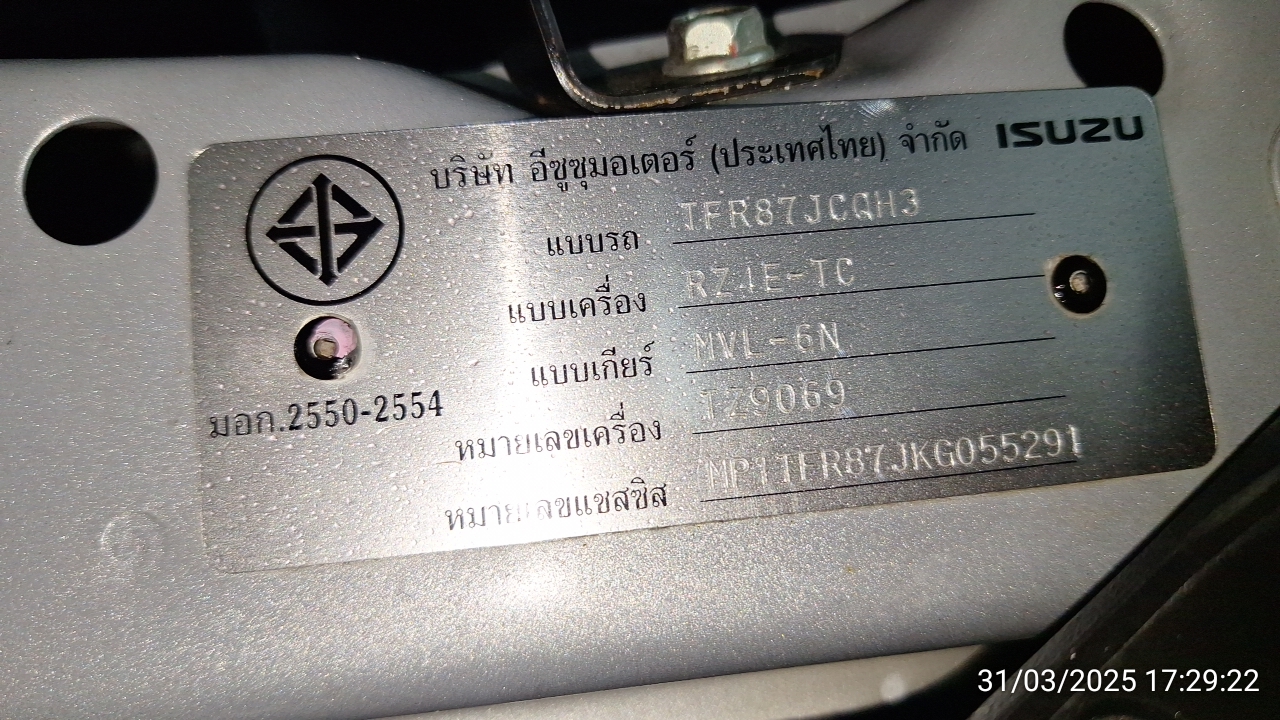 บริษัท อีซูซุมอเตอร์ (ประเทศไทย) จำกัด ISUZU
แบบรถ TFR87JCQH3
แบบเครื่อง RZ4E-TC
แบบเกียร์ MVL-6N
มอก.2550-2554
หมายเลขเครื่อง TZ9069
หมายเลขแชสซิส MP1TFR87JKG055291
31/03/2025 17:29:22